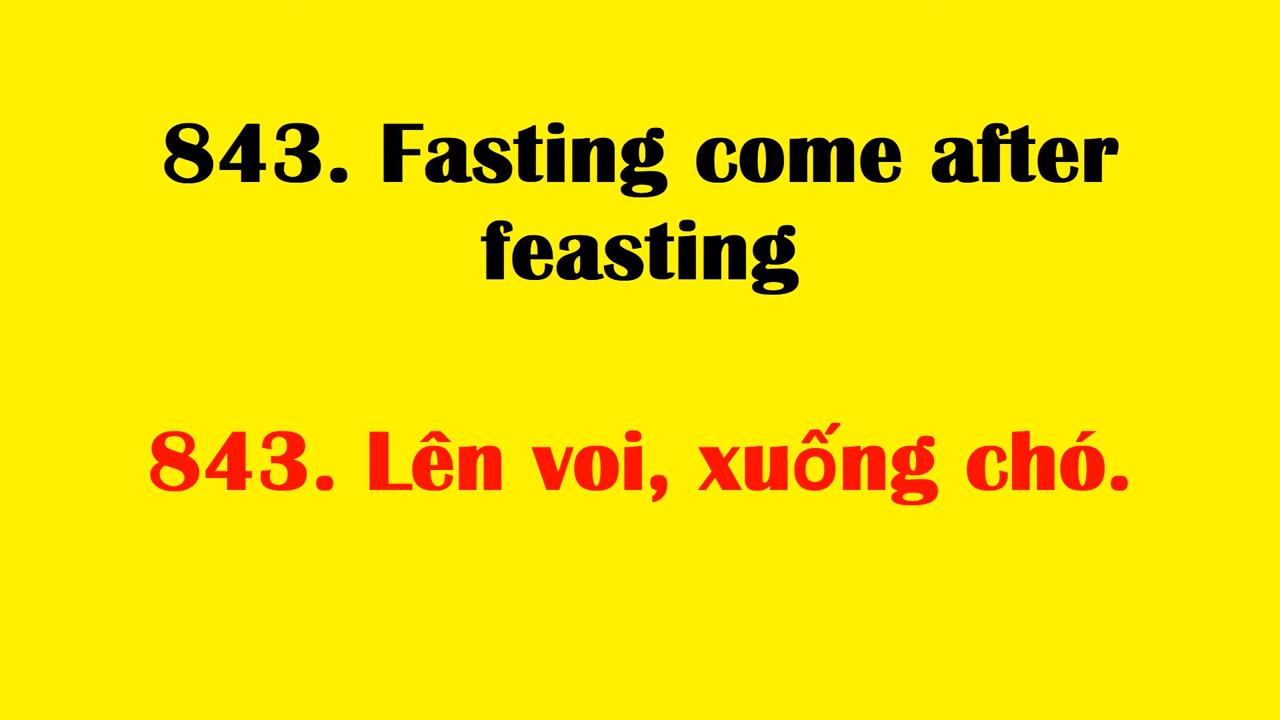 843. Fasting come after
feasting
843. Lên voi, xuống chó.